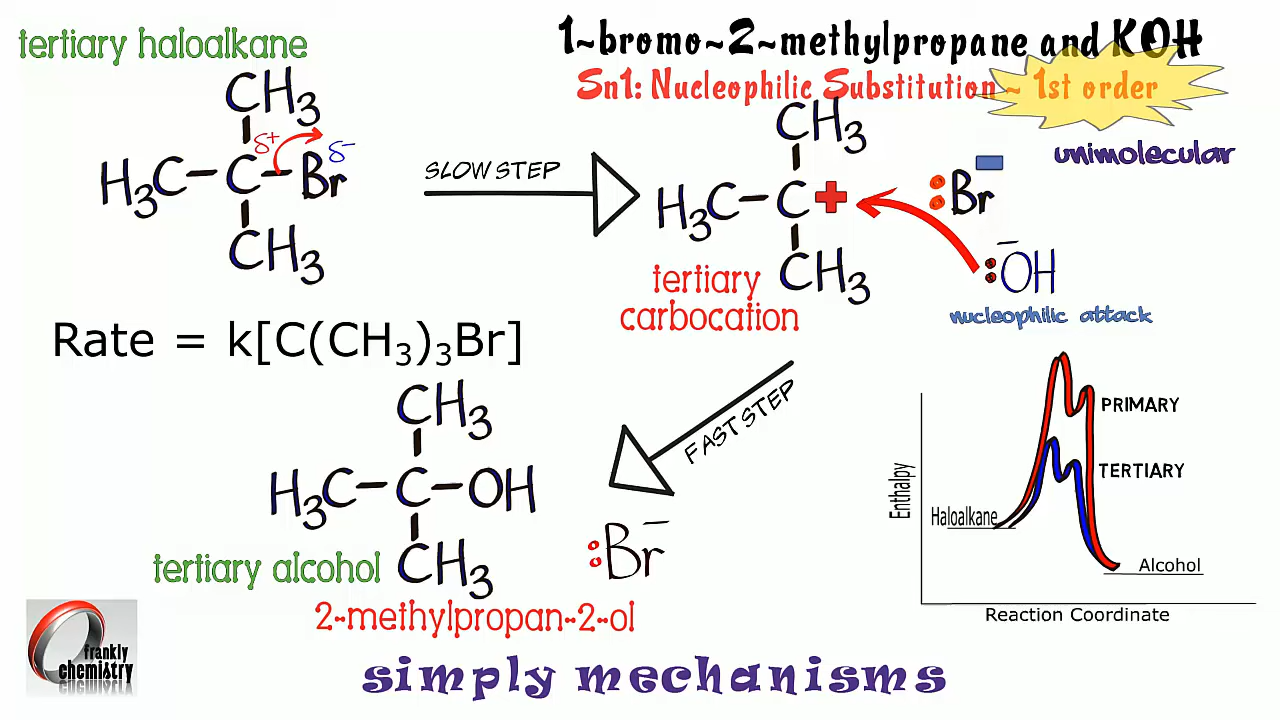 tertiary haloalkane
1~bromo~2~methylpropane and KOH
Sn1: Nucleophilic Substitution ~ 1st order
unimolecular
CH3
H3C – C – Br
δ+
δ–
CH3
SLOW STEP
CH3
H3C – C +
CH3
:Br –
:OH –
tertiary
carbocation
nucleophilic attack
Rate = k[C(CH₃)₃Br]
FAST STEP
CH3
H3C – C – OH
CH3
:Br –
tertiary alcohol
2-methylpropan-2-ol
PRIMARY
TERTIARY
Enthalpy
Haloalkane
Alcohol
Reaction Coordinate
frankly
chemistry
simply mechanisms